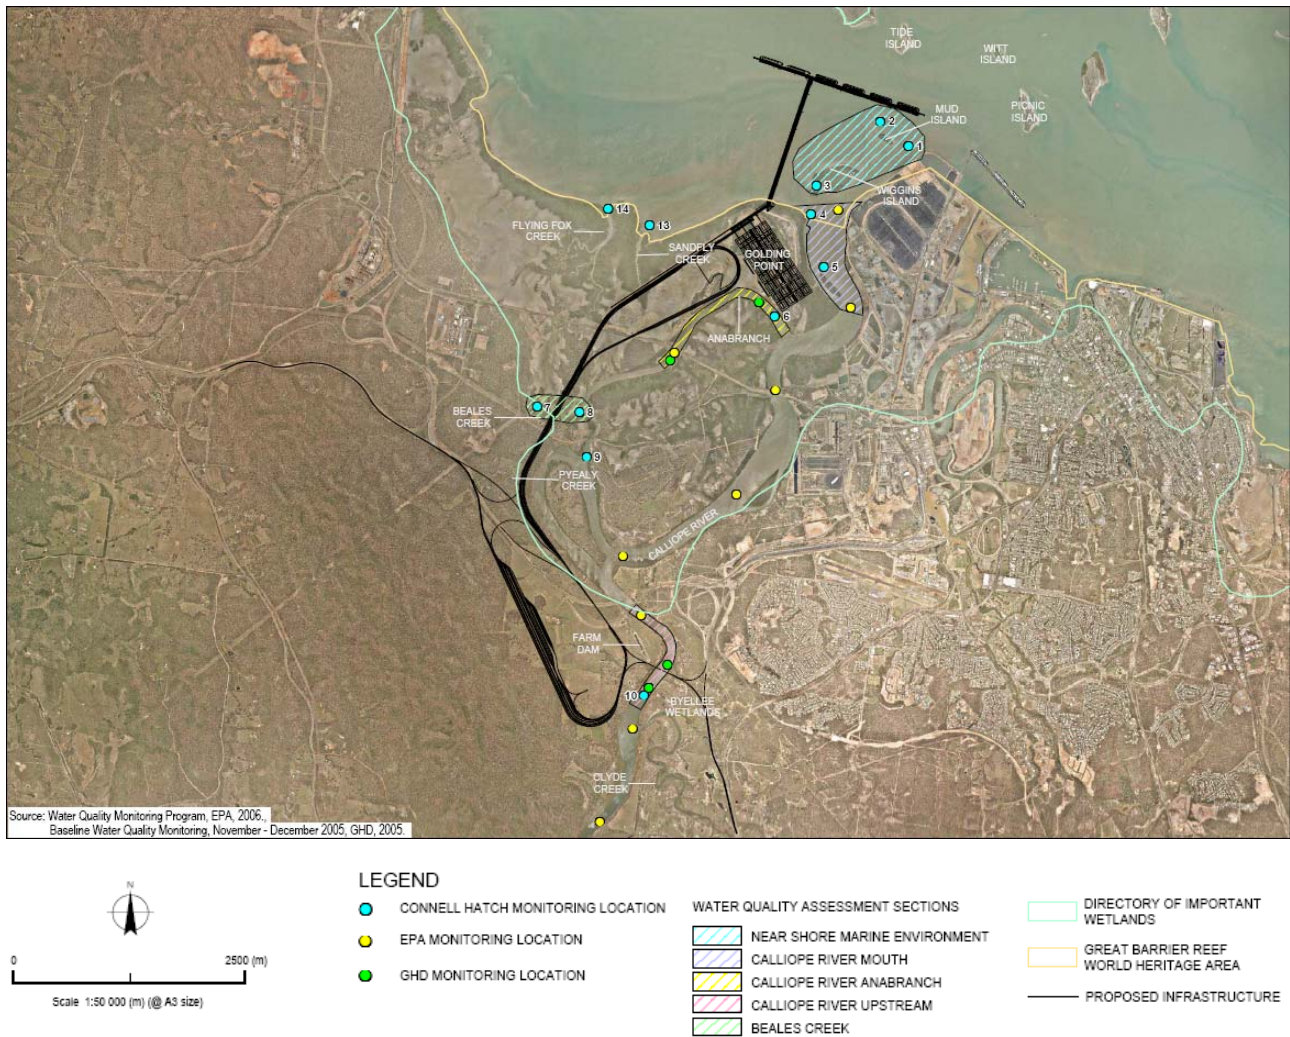 TIDE
ISLAND
WITT
ISLAND
MUD
ISLAND
PICNIC
ISLAND
2
1
3
WIGGINS
ISLAND
14
4
13
FLYING FOX
CREEK
SANDFLY
CREEK
GOLDING
POINT
5
6
ANABRANCH
7
8
BEALES
CREEK
9
PYEALY
CREEK
CALLIOPE RIVER
FARM
DAM
10
BYELLEE
WETLANDS
CLYDE
CREEK
Source: Water Quality Monitoring Program, EPA, 2006.,
Baseline Water Quality Monitoring, November - December 2005, GHD, 2005.
N
0 2500 (m)
Scale 1:50 000 (m) (@ A3 size)
LEGEND
CONNELL HATCH MONITORING LOCATION
EPA MONITORING LOCATION
GHD MONITORING LOCATION
WATER QUALITY ASSESSMENT SECTIONS
NEAR SHORE MARINE ENVIRONMENT
CALLIOPE RIVER MOUTH
CALLIOPE RIVER ANABRANCH
CALLIOPE RIVER UPSTREAM
BEALES CREEK
DIRECTORY OF IMPORTANT
WETLANDS
GREAT BARRIER REEF
WORLD HERITAGE AREA
PROPOSED INFRASTRUCTURE